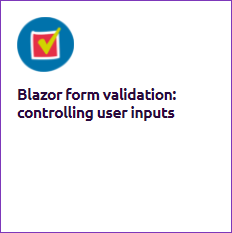 Blazor form validation:
controlling user inputs